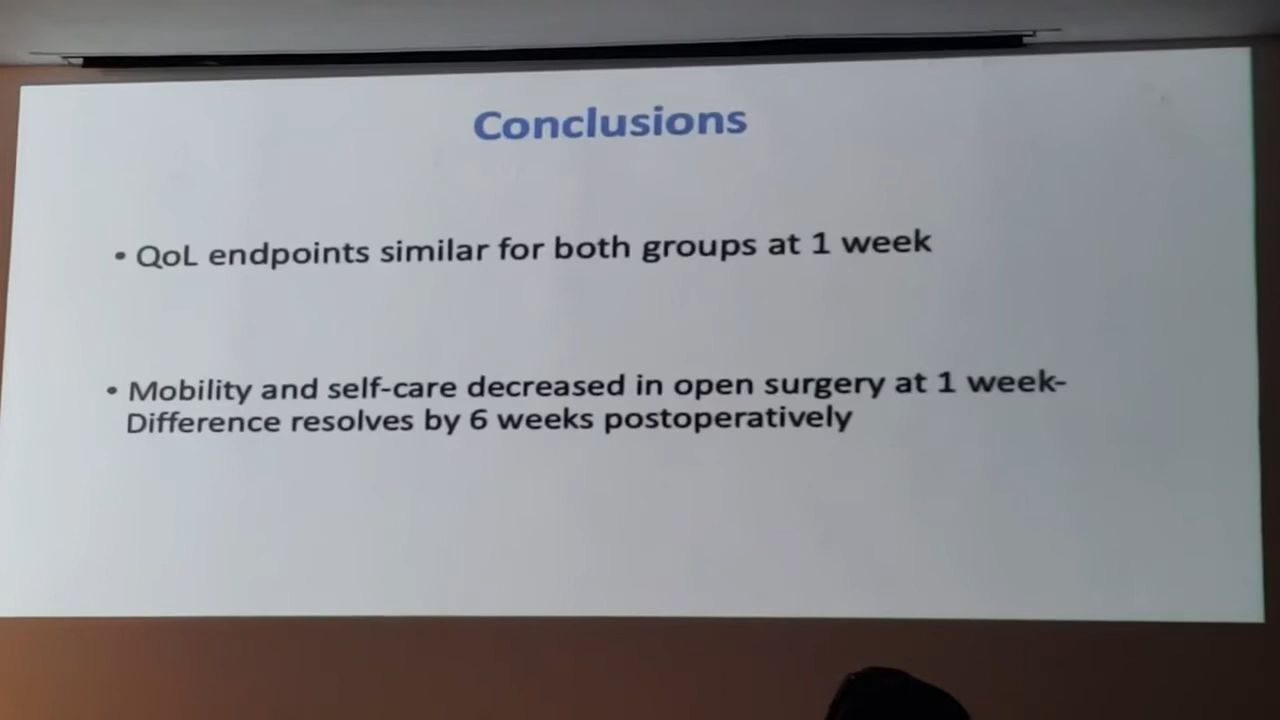 Conclusions
• QoL endpoints similar for both groups at 1 week
• Mobility and self-care decreased in open surgery at 1 week-
Difference resolves by 6 weeks postoperatively